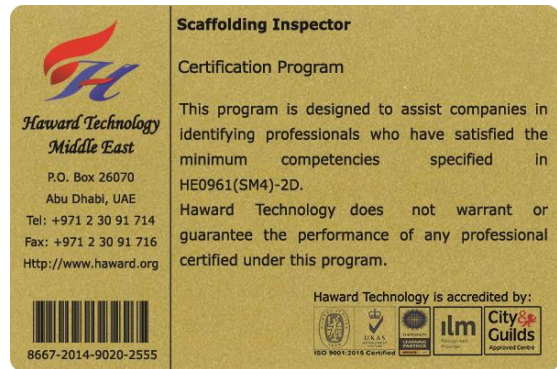 Haward Technology
Middle East
P.O. Box 26070
Abu Dhabi, UAE
Tel: +971 2 30 91 714
Fax: +971 2 30 91 716
Http://www.haward.org
8667-2014-9020-2555
Scaffolding Inspector
Certification Program
This program is designed to assist companies in
identifying professionals who have satisfied the
minimum competencies specified in
HE0961(SM4)-2D.
Haward Technology does not warrant or
guarantee the performance of any professional
certified under this program.
Haward Technology is accredited by:
UKAS
ISO 9001:2015 Certified
ilm
Recognised
Provider
City&
Guilds
Approved Centre